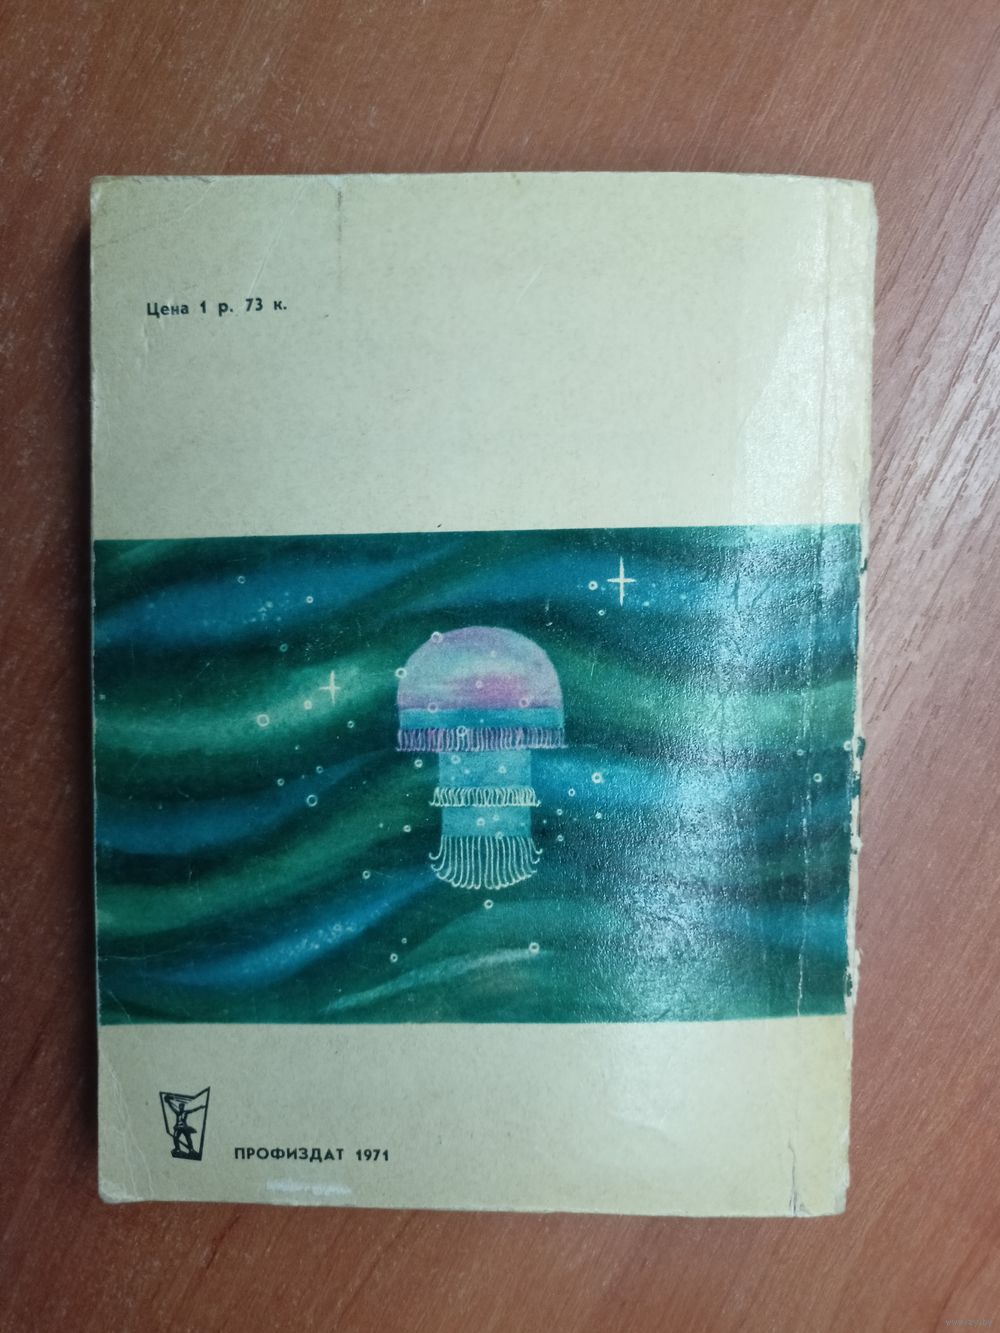 Цена 1 р. 73 к.
ПРОФИЗДАТ 1971